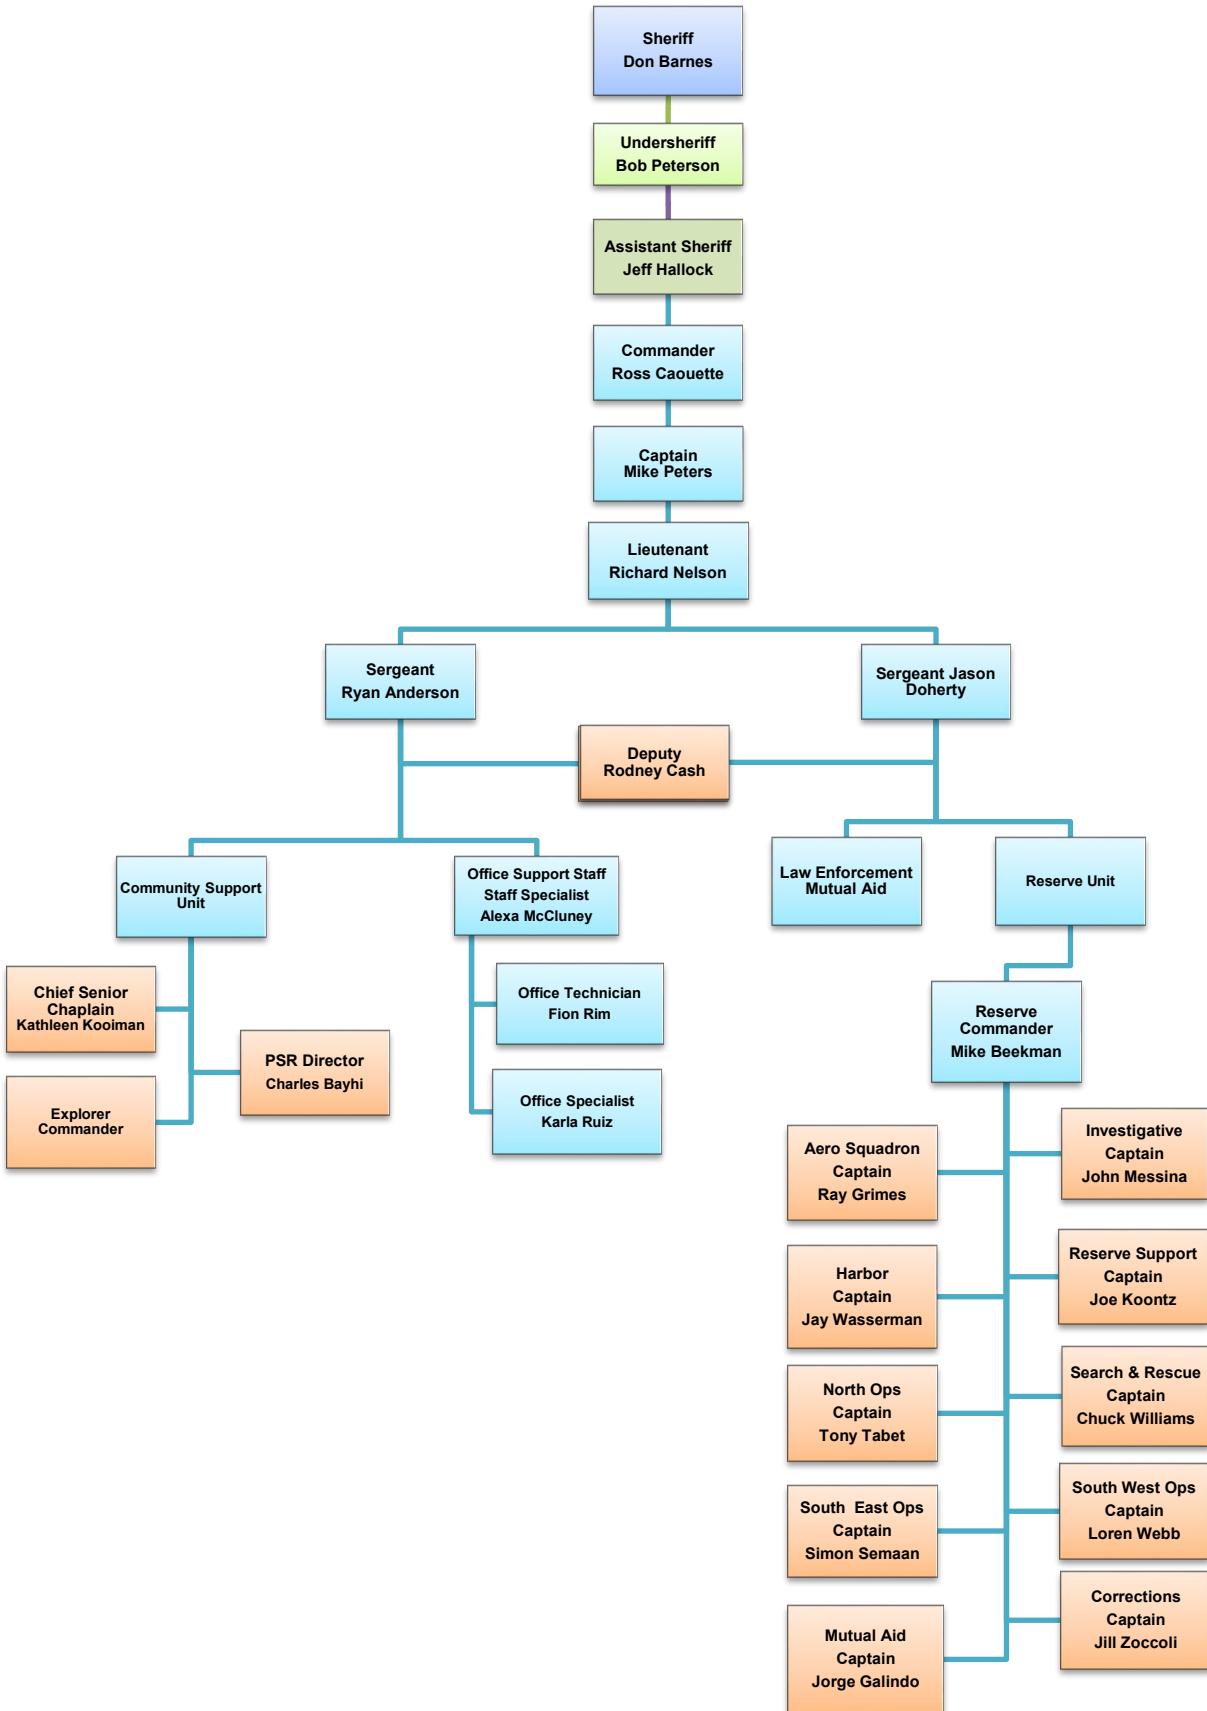 Sheriff
Don Barnes
Undersheriff
Bob Peterson
Assistant Sheriff
Jeff Hallock
Commander
Ross Caouette
Captain
Mike Peters
Lieutenant
Richard Nelson
Sergeant
Ryan Anderson
Sergeant Jason
Doherty
Deputy
Rodney Cash
Community Support
Unit
Office Support Staff
Staff Specialist
Alexa McCluney
Law Enforcement
Mutual Aid
Reserve Unit
Chief Senior
Chaplain
Kathleen Kooiman
PSR Director
Charles Bayhi
Explorer
Commander
Office Technician
Fion Rim
Office Specialist
Karla Ruiz
Reserve
Commander
Mike Beekman
Aero Squadron
Captain
Ray Grimes
Investigative
Captain
John Messina
Harbor
Captain
Jay Wasserman
Reserve Support
Captain
Joe Koontz
North Ops
Captain
Tony Tabet
Search & Rescue
Captain
Chuck Williams
South  East Ops
Captain
Simon Semaan
South West Ops
Captain
Loren Webb
Mutual Aid
Captain
Jorge Galindo
Corrections
Captain
Jill Zoccoli